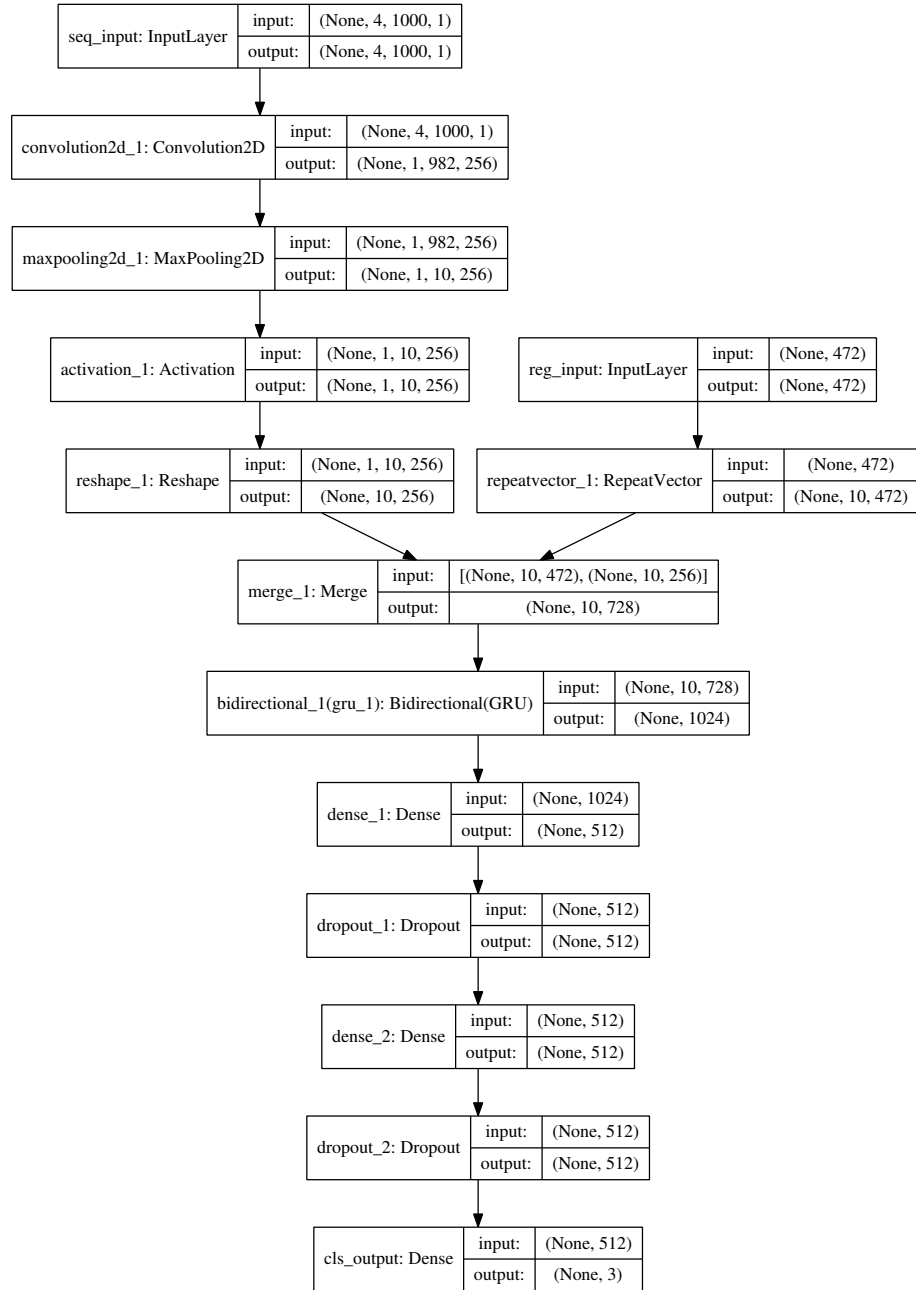 seq_input: InputLayer
input:
(None, 4, 1000, 1)
output:
(None, 4, 1000, 1)
convolution2d_1: Convolution2D
input:
(None, 4, 1000, 1)
output:
(None, 1, 982, 256)
maxpooling2d_1: MaxPooling2D
input:
(None, 1, 982, 256)
output:
(None, 1, 10, 256)
activation_1: Activation
input:
(None, 1, 10, 256)
output:
(None, 1, 10, 256)
reg_input: InputLayer
input:
(None, 472)
output:
(None, 472)
reshape_1: Reshape
input:
(None, 1, 10, 256)
output:
(None, 10, 256)
repeatvector_1: RepeatVector
input:
(None, 472)
output:
(None, 10, 472)
merge_1: Merge
input:
[(None, 10, 472), (None, 10, 256)]
output:
(None, 10, 728)
bidirectional_1(gru_1): Bidirectional(GRU)
input:
(None, 10, 728)
output:
(None, 1024)
dense_1: Dense
input:
(None, 1024)
output:
(None, 512)
dropout_1: Dropout
input:
(None, 512)
output:
(None, 512)
dense_2: Dense
input:
(None, 512)
output:
(None, 512)
dropout_2: Dropout
input:
(None, 512)
output:
(None, 512)
cls_output: Dense
input:
(None, 512)
output:
(None, 3)